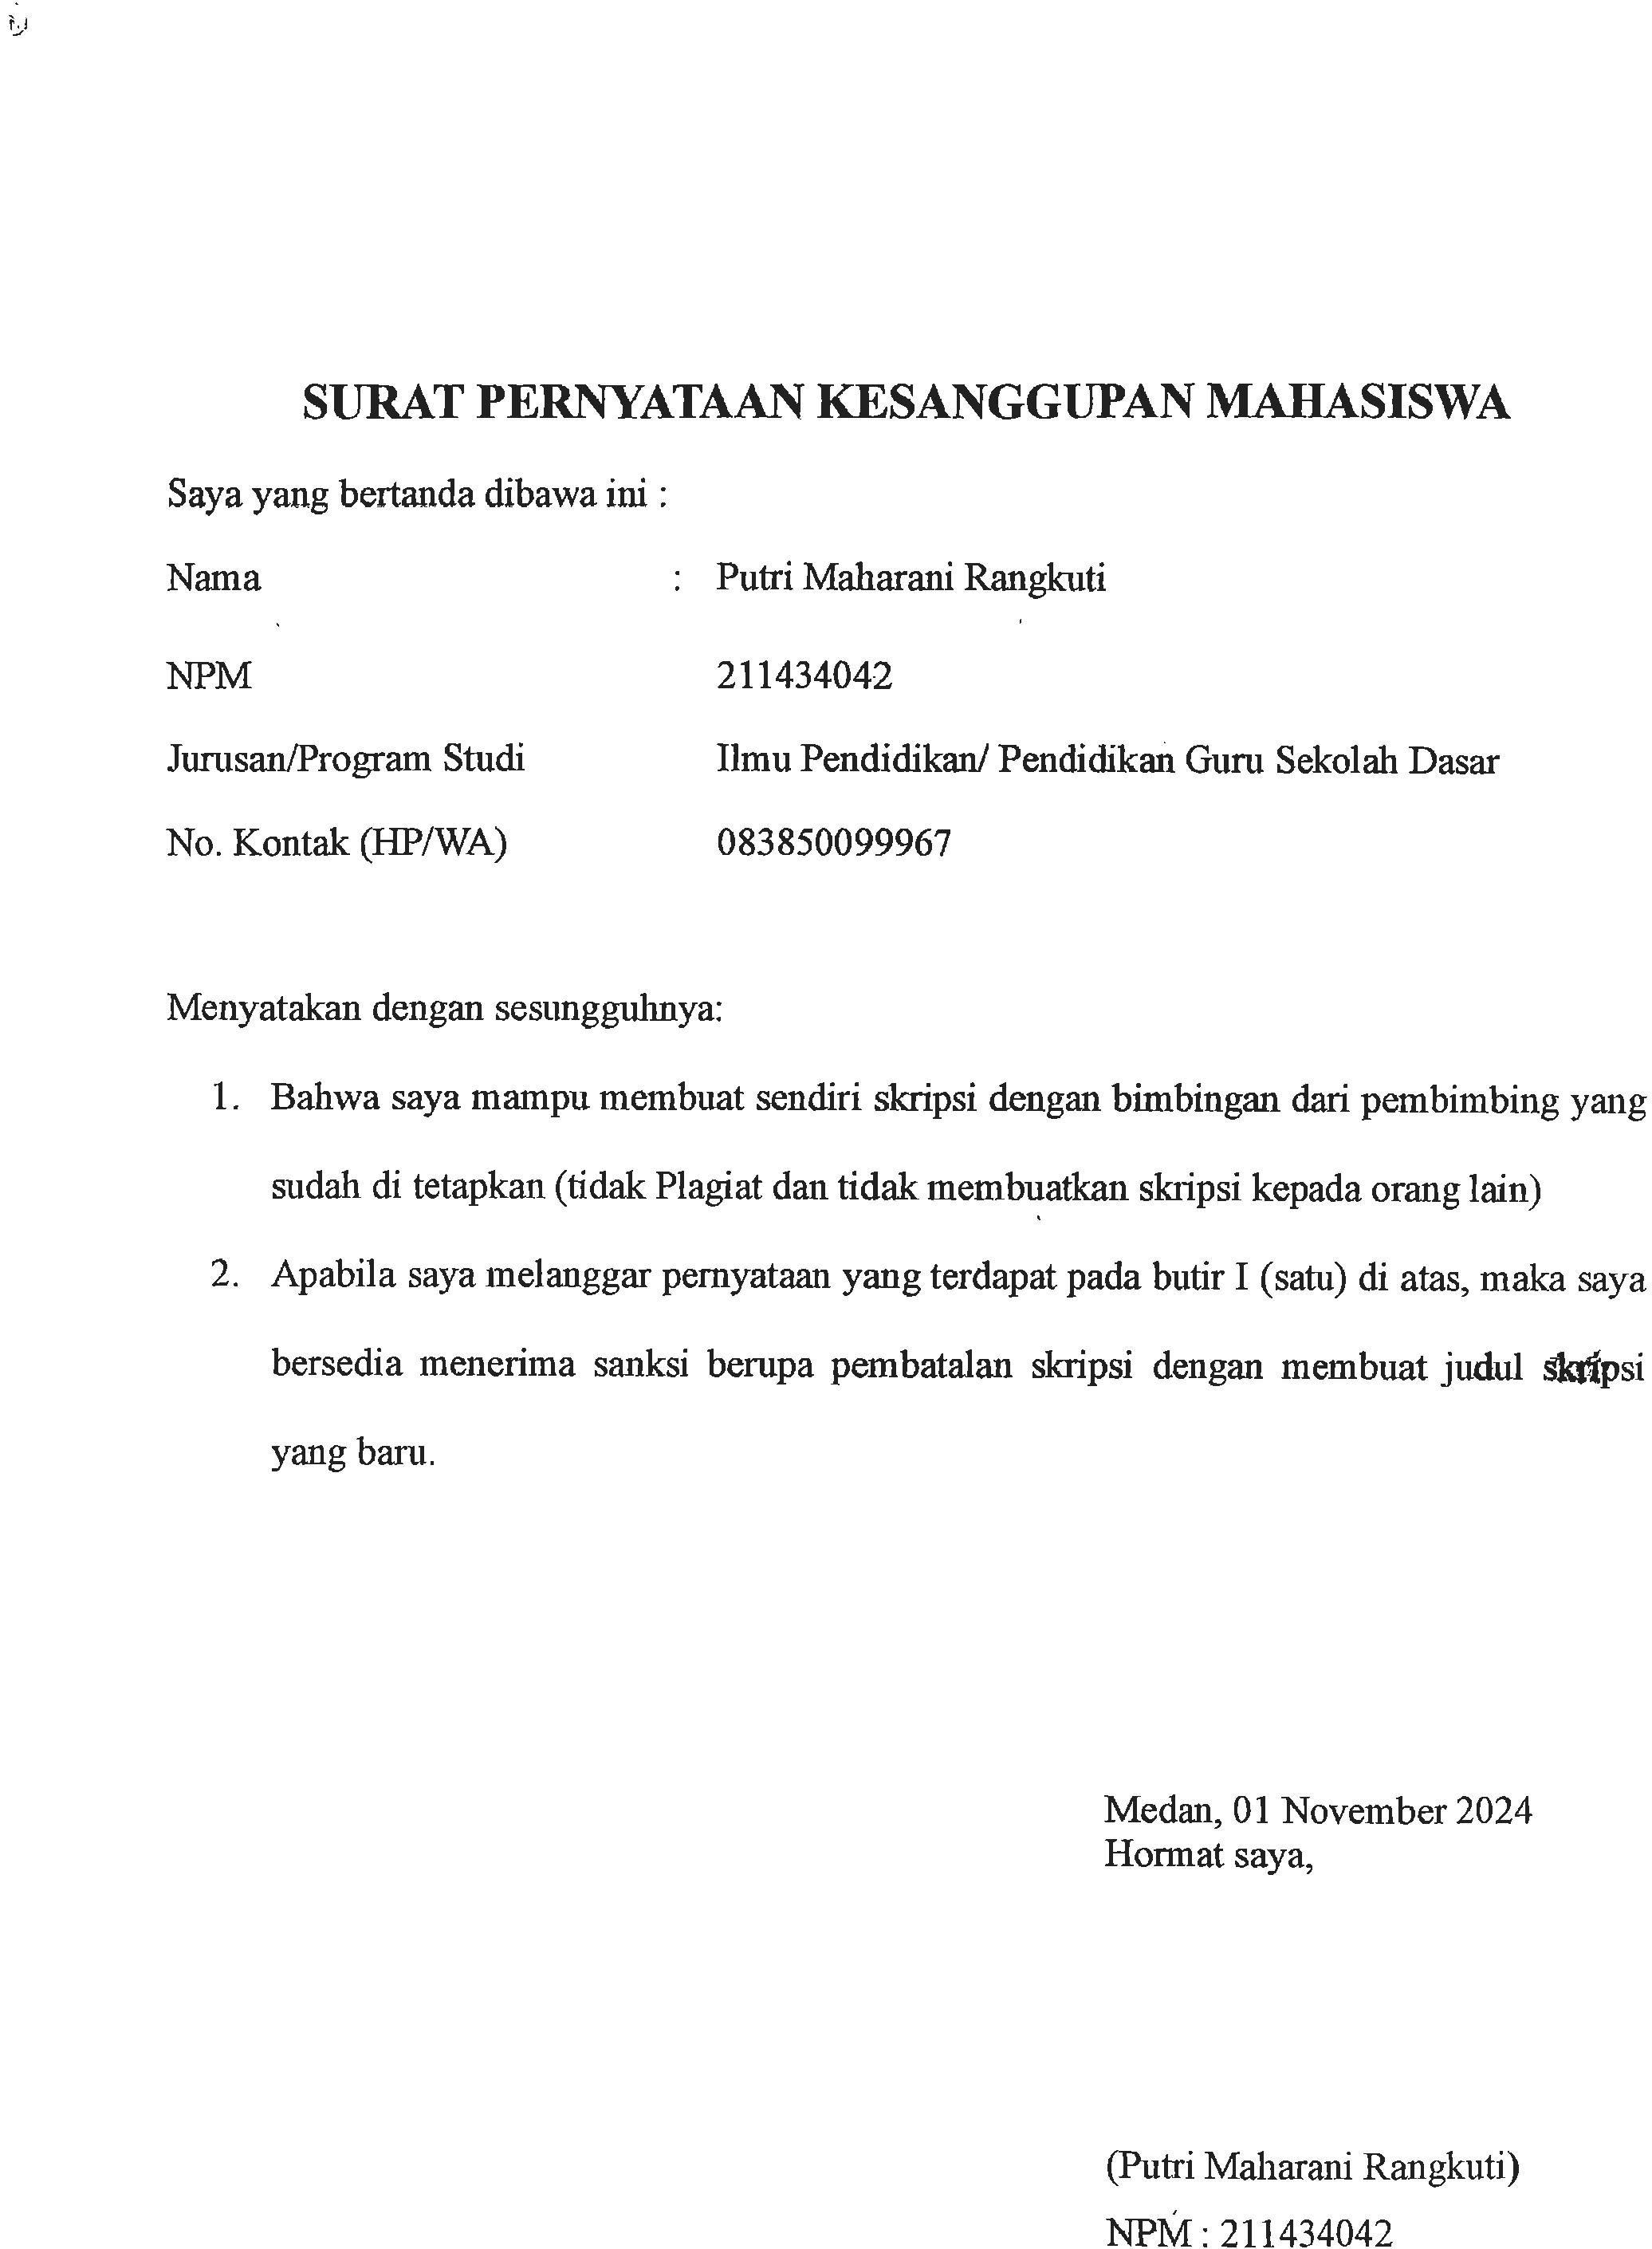 SURAT PERNYATAAN KESANGGUPAN MAHASISWA
Saya yang bertanda dibawa ini :
Nama : Putri Maharani Rangkuti
NPM 211434042
Jurusan/Program Studi Ilmu Pendidikan/ Pendidikan Guru Sekolah Dasar
No. Kontak (HP/WA) 083850099967
Menyatakan dengan sesungguhnya:
1. Bahwa saya mampu membuat sendiri skripsi dengan bimbingan dari pembimbing yang
sudah di tetapkan (tidak Plagiat dan tidak membuatkan skripsi kepada orang lain)
2. Apabila saya melanggar pernyataan yang terdapat pada butir I (satu) di atas, maka saya
bersedia menerima sanksi berupa pembatalan skripsi dengan membuat judul skripsi
yang baru.
Medan, 01 November 2024
Hormat saya,
(Putri Maharani Rangkuti)
NPM : 211434042